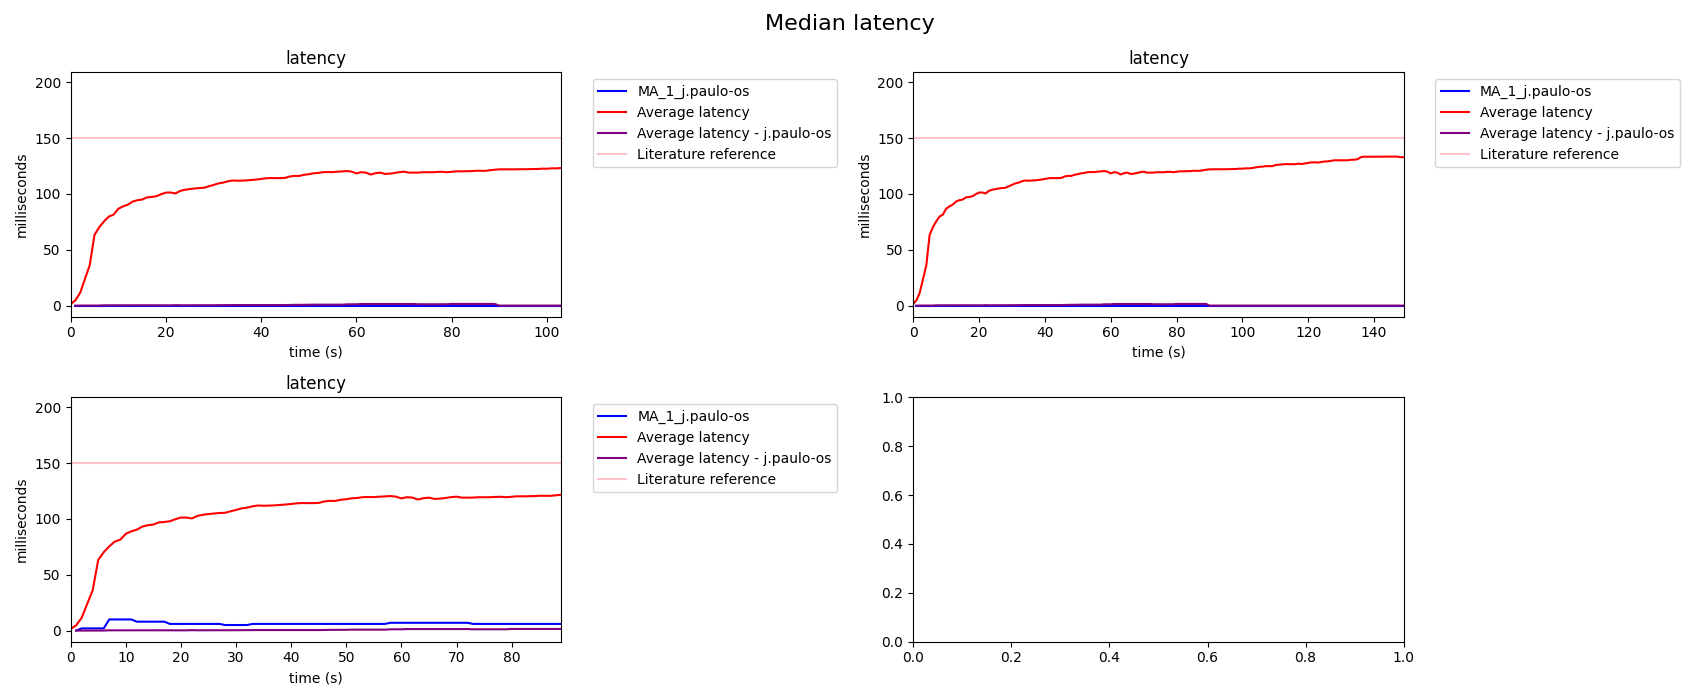 Median latency
latency
200
150
100
50
0
milliseconds
0 20 40 60 80 100
time (s)
MA_1_j.paulo-os
Average latency
Average latency - j.paulo-os
Literature reference
latency
200
150
100
50
0
milliseconds
0 20 40 60 80 100 120 140
time (s)
MA_1_j.paulo-os
Average latency
Average latency - j.paulo-os
Literature reference
latency
200
150
100
50
0
milliseconds
0 10 20 30 40 50 60 70 80
time (s)
MA_1_j.paulo-os
Average latency
Average latency - j.paulo-os
Literature reference
1.0
0.8
0.6
0.4
0.2
0.0
0.0 0.2 0.4 0.6 0.8 1.0